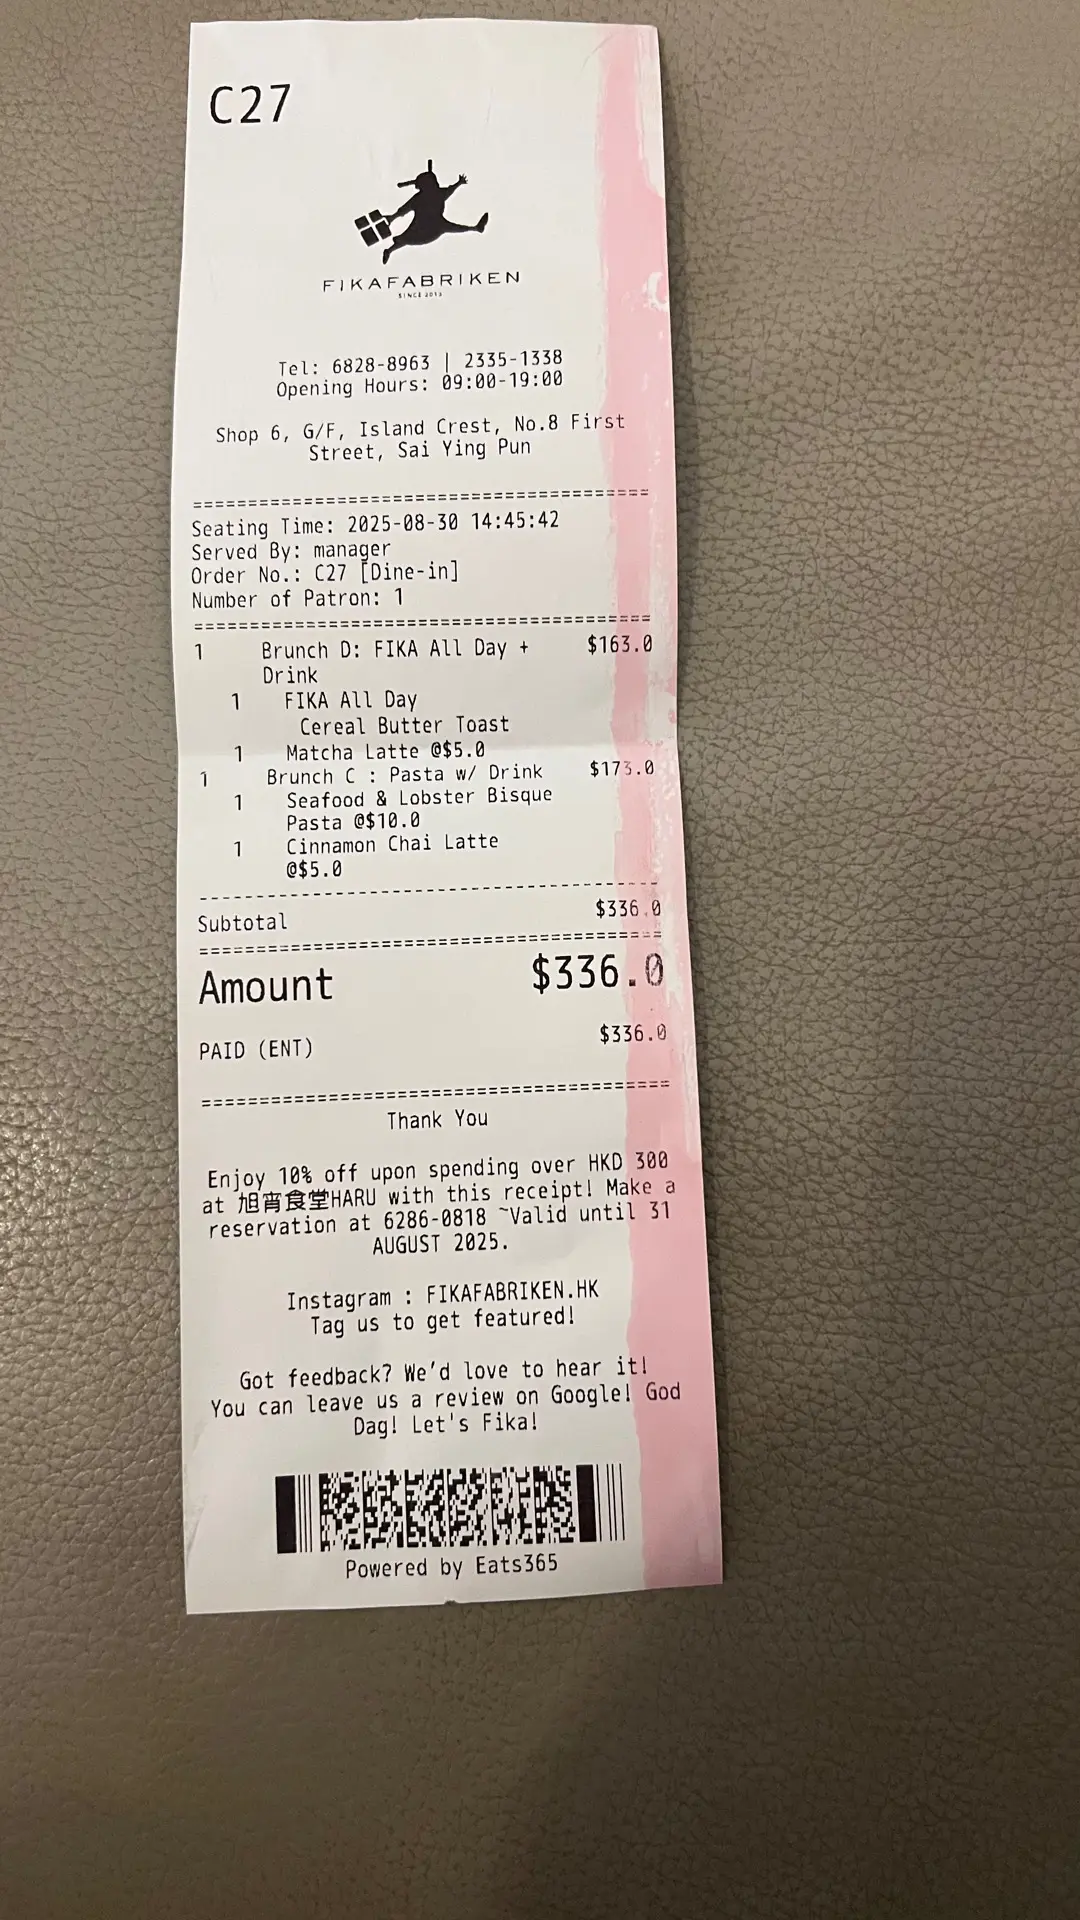 C27
FIKAFABRIKEN
SINCE 2013
Tel: 6828-8963 | 2335-1338
Opening Hours: 09:00-19:00
Shop 6, G/F, Island Crest, No.8 First
Street, Sai Ying Pun
=========================================
Seating Time: 2025-08-30 14:45:42
Served By: manager
Order No.: C27 [Dine-in]
Number of Patron: 1
=========================================
1 Brunch D: FIKA All Day + $163.0
Drink
1 FIKA All Day
Cereal Butter Toast
1 Matcha Latte @$5.0
1 Brunch C : Pasta w/ Drink $173.0
1 Seafood & Lobster Bisque
Pasta @$10.0
1 Cinnamon Chai Latte
@$5.0
-----------------------------------------
Subtotal $336.0
=========================================
Amount $336.0
PAID (ENT) $336.0
=========================================
Thank You
Enjoy 10% off upon spending over HKD 300
at 旭宵食堂HARU with this receipt! Make a
reservation at 6286-0818 ~Valid until 31
AUGUST 2025.
Instagram : FIKAFABRIKEN.HK
Tag us to get featured!
Got feedback? We'd love to hear it!
You can leave us a review on Google! God
Dag! Let's Fika!
Powered by Eats365